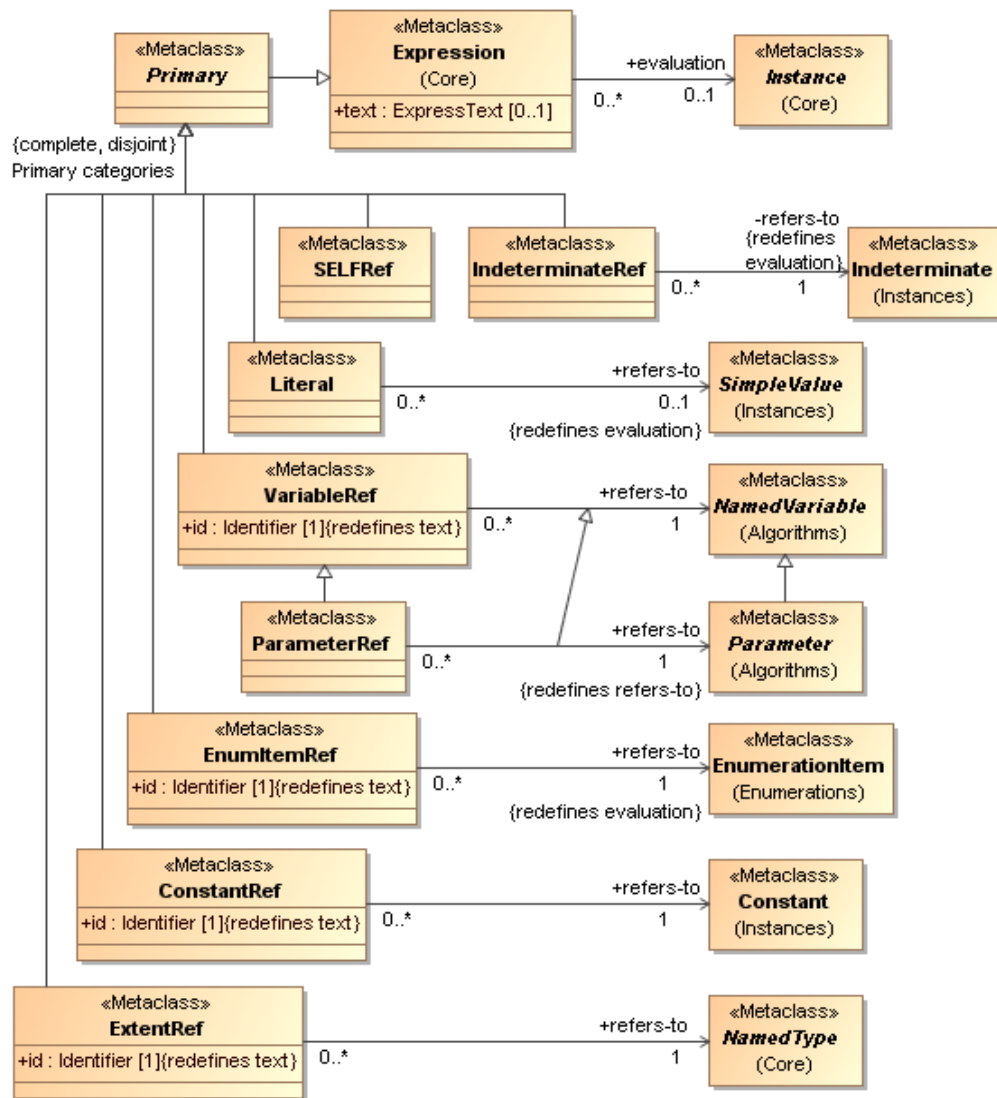 «Metaclass»
Primary
«Metaclass»
Expression
(Core)
+text : ExpressText [0..1]
+evaluation
0..*
0..1
«Metaclass»
Instance
(Core)
{complete, disjoint}
Primary categories
«Metaclass»
SELFRef
«Metaclass»
IndeterminateRef
-refers-to
{redefines
evaluation}
0..*
1
«Metaclass»
Indeterminate
(Instances)
«Metaclass»
Literal
+refers-to
0..*
0..1
{redefines evaluation}
«Metaclass»
SimpleValue
(Instances)
«Metaclass»
VariableRef
+id : Identifier [1]{redefines text}
+refers-to
0..*
1
«Metaclass»
NamedVariable
(Algorithms)
«Metaclass»
ParameterRef
+refers-to
0..*
1
{redefines refers-to}
«Metaclass»
Parameter
(Algorithms)
«Metaclass»
EnumItemRef
+id : Identifier [1]{redefines text}
+refers-to
0..*
1
{redefines evaluation}
«Metaclass»
EnumerationItem
(Enumerations)
«Metaclass»
ConstantRef
+id : Identifier [1]{redefines text}
+refers-to
0..*
1
«Metaclass»
Constant
(Instances)
«Metaclass»
ExtentRef
+id : Identifier [1]{redefines text}
+refers-to
0..*
1
«Metaclass»
NamedType
(Core)